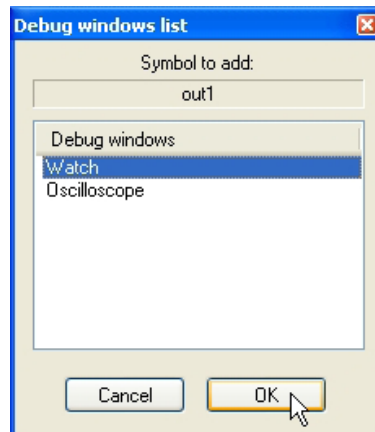 Debug windows list
Symbol to add:
out1
Debug windows
Watch
Oscilloscope
Cancel OK